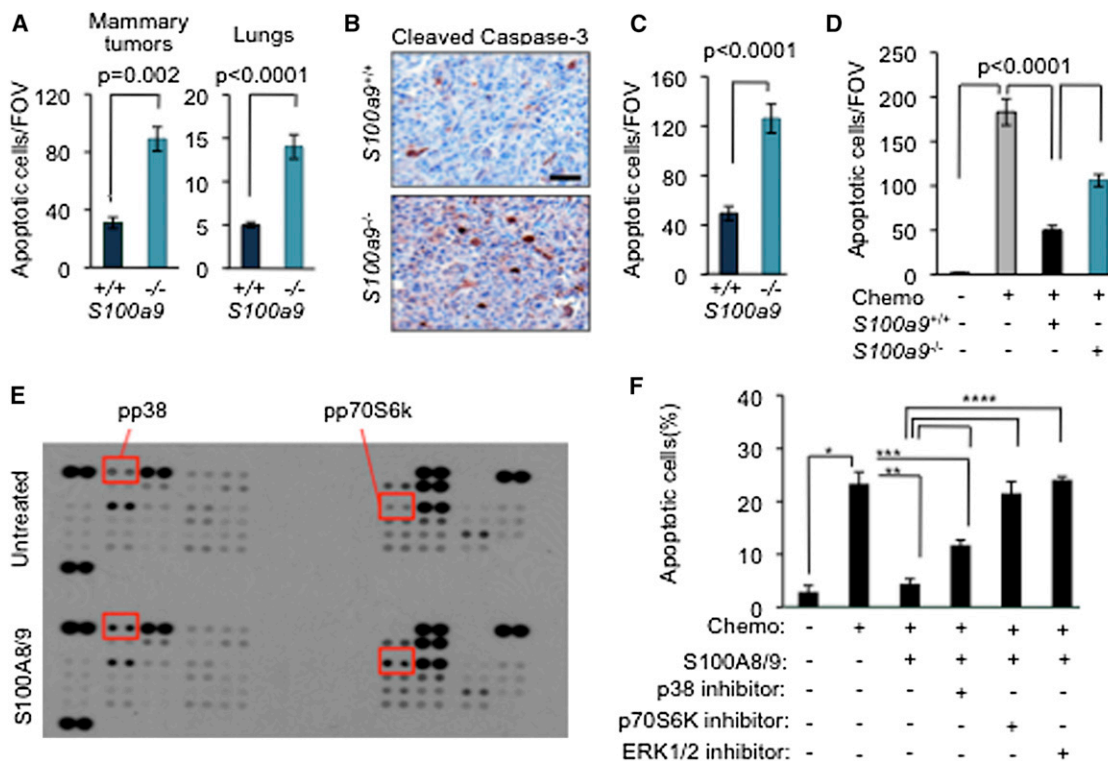 A
Mammary tumors
Lungs
p=0.002
p<0.0001
Apoptotic cells/FOV
120
80
40
0
20
15
10
5
0
+/+ -/-
S100a9
+/+ -/-
S100a9
B
Cleaved Caspase-3
S100a9+/+
S100a9-/-
C
p<0.0001
Apoptotic cells/FOV
160
120
80
40
0
+/+ -/-
S100a9
D
p<0.0001
Apoptotic cells/FOV
200
150
100
50
0
Chemo - + + +
S100a9+/+ - - + -
S100a9-/- - - - +
E
pp38
pp70S6k
Untreated
S100A8/9
F
****
***
**
*
Apoptotic cells(%)
40
30
20
10
0
Chemo: - + + + + +
S100A8/9: - - + + + +
p38 inhibitor: - - - + - -
p70S6K inhibitor: - - - - + -
ERK1/2 inhibitor: - - - - - +